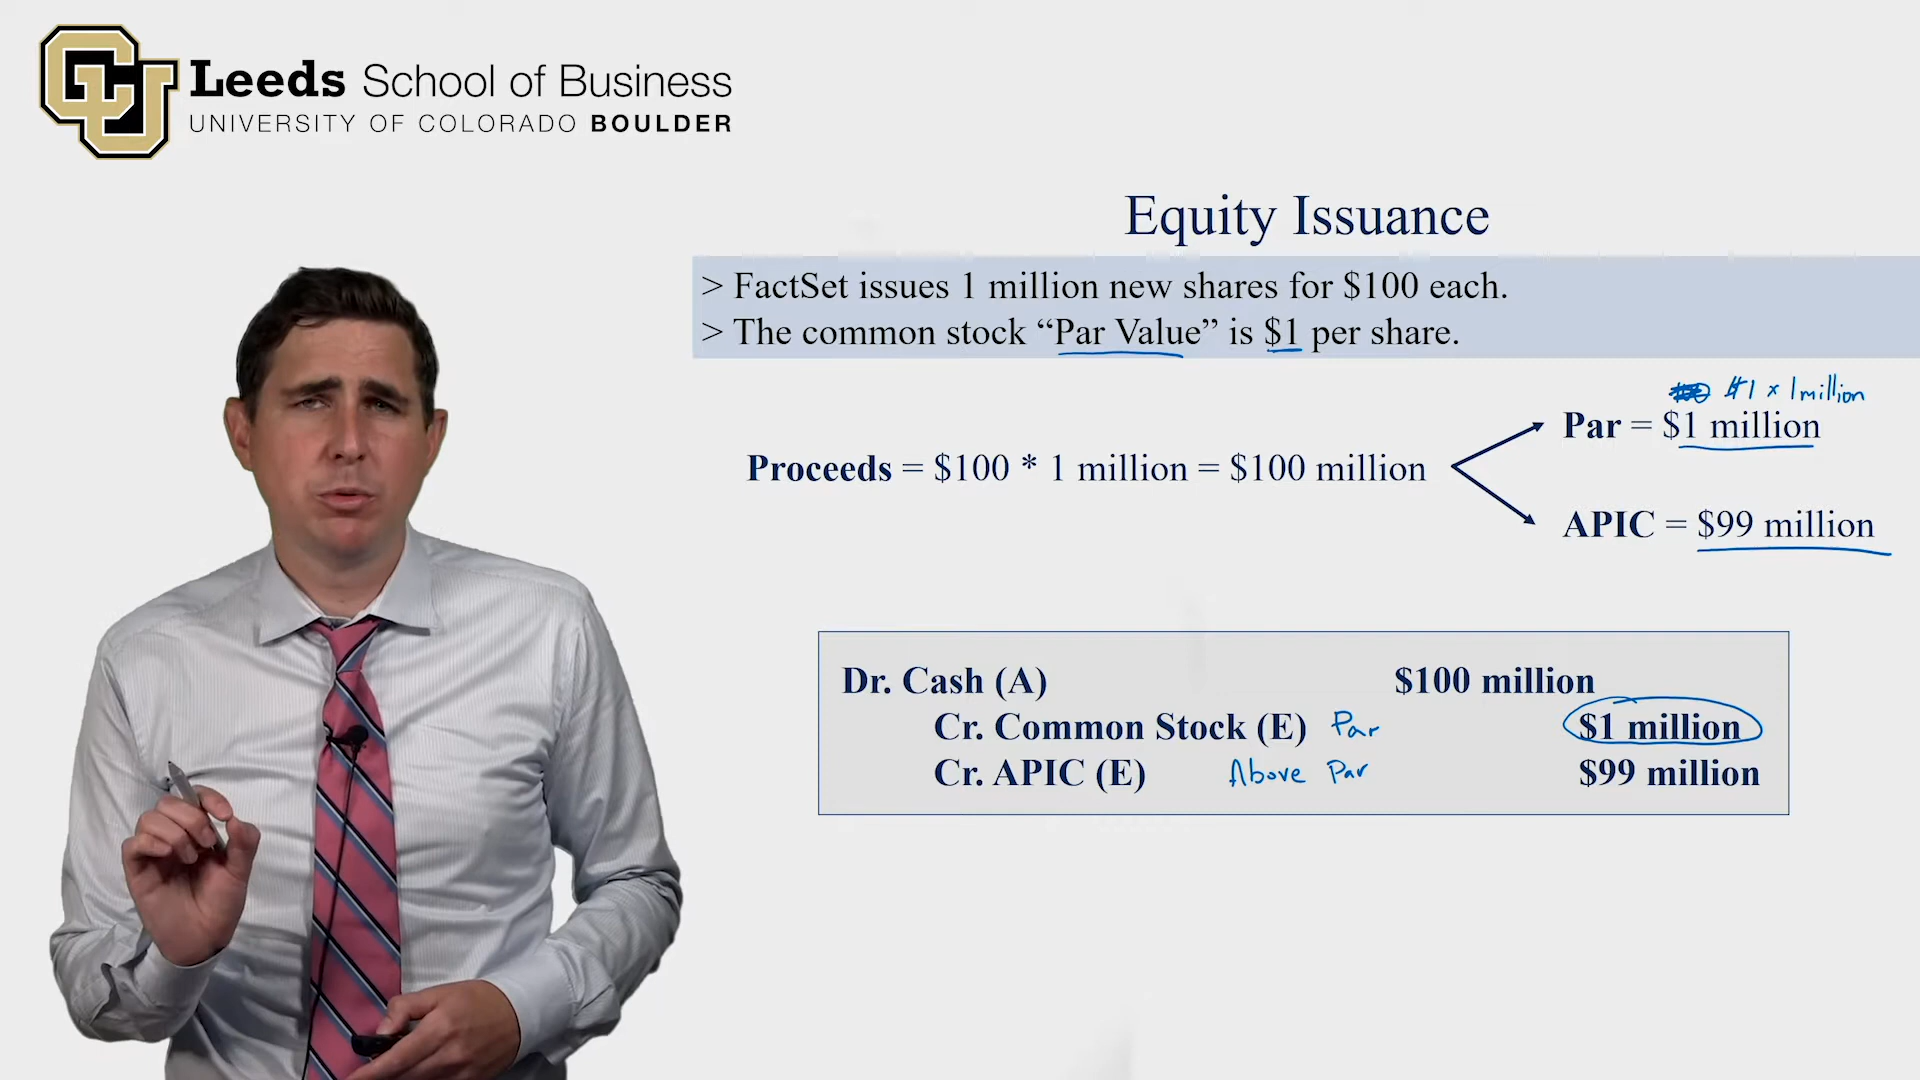 Leeds School of Business
UNIVERSITY OF COLORADO BOULDER
Equity Issuance
> FactSet issues 1 million new shares for $100 each.
> The common stock “Par Value” is $1 per share.
$1 x 1 million
Par = $1 million
Proceeds = $100 * 1 million = $100 million
APIC = $99 million
Dr. Cash (A) $100 million
Cr. Common Stock (E) Par $1 million
Cr. APIC (E) Above Par $99 million